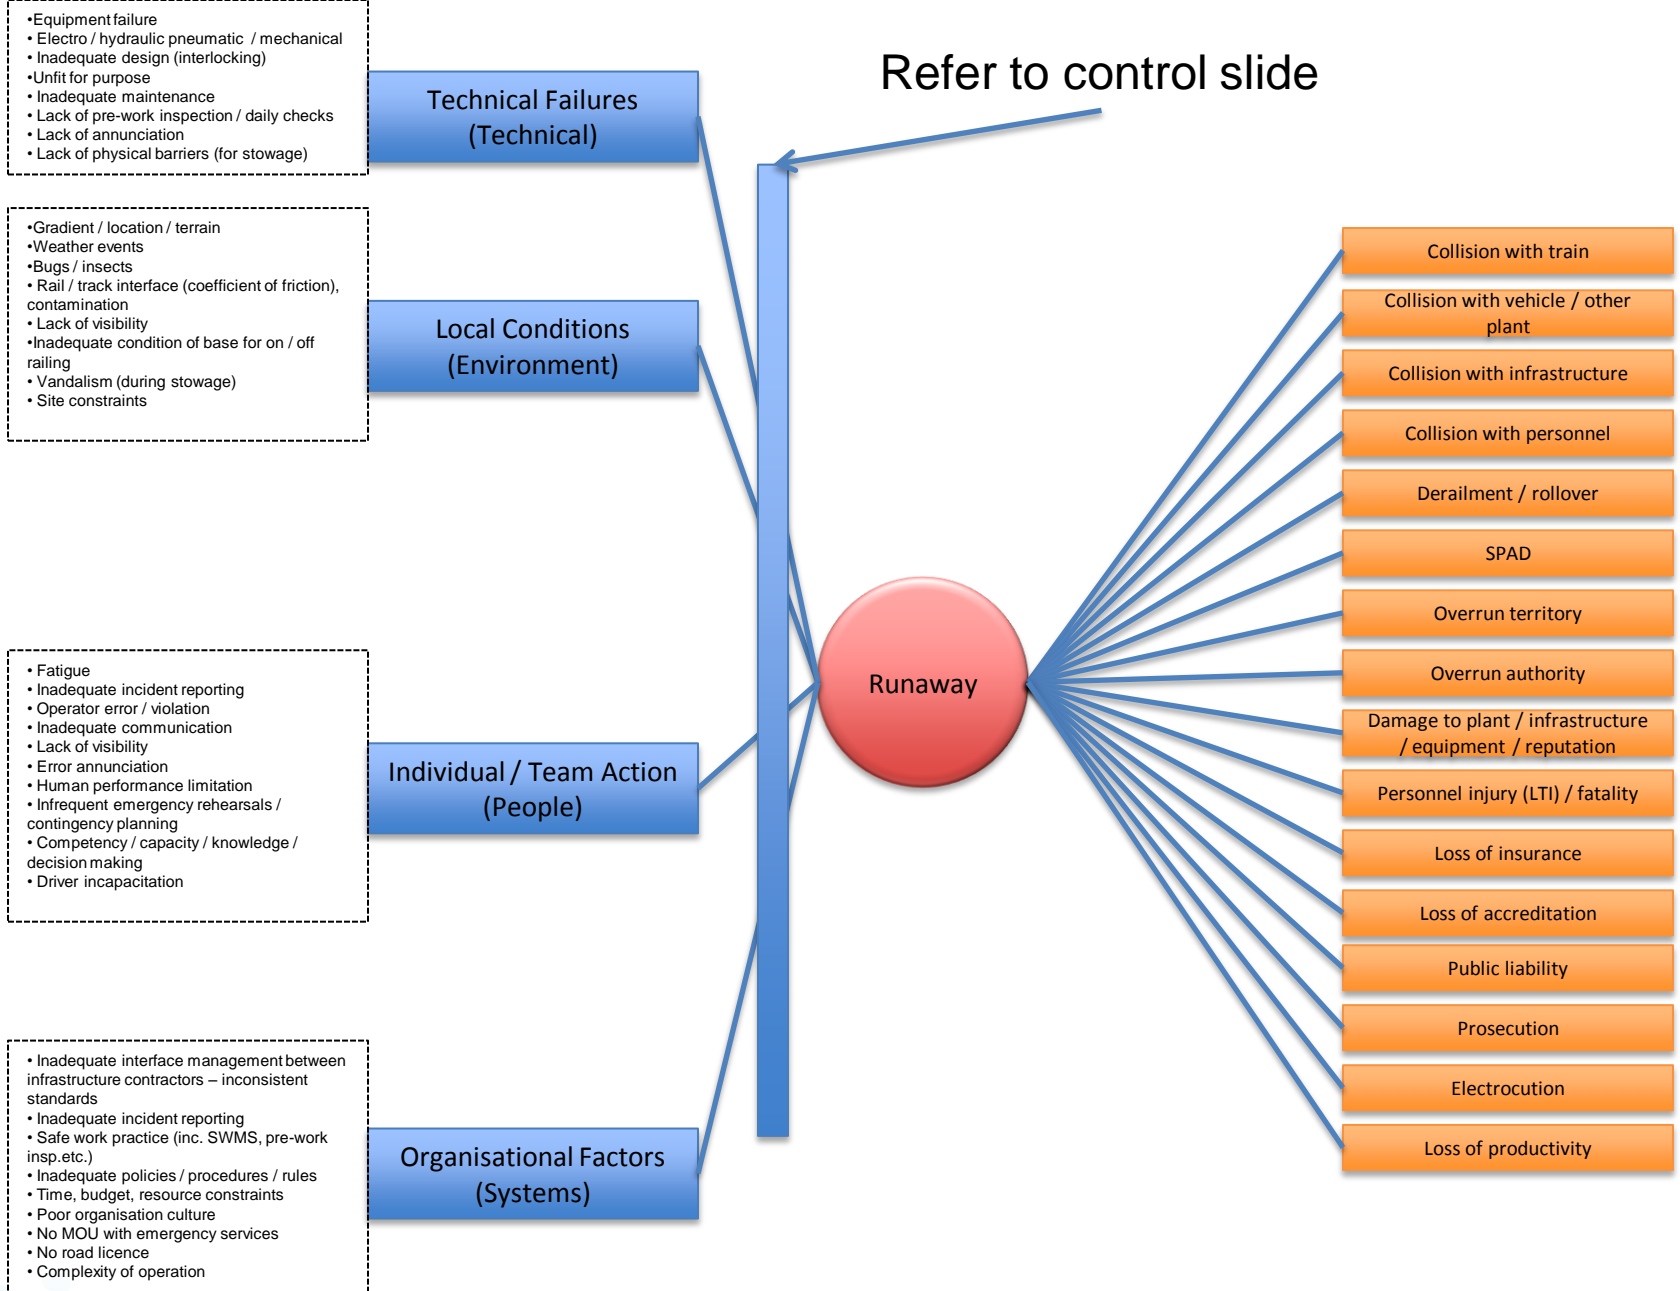 •Equipment failure
• Electro / hydraulic pneumatic / mechanical
• Inadequate design (interlocking)
•Unfit for purpose
• Inadequate maintenance
• Lack of pre-work inspection / daily checks
• Lack of annunciation
• Lack of physical barriers (for stowage)
Technical Failures
(Technical)
Refer to control slide
•Gradient / location / terrain
•Weather events
•Bugs / insects
• Rail / track interface (coefficient of friction),
contamination
• Lack of visibility
•Inadequate condition of base for on / off
railing
• Vandalism (during stowage)
• Site constraints
Local Conditions
(Environment)
• Fatigue
• Inadequate incident reporting
• Operator error / violation
• Inadequate communication
• Lack of visibility
• Error annunciation
• Human performance limitation
• Infrequent emergency rehearsals /
contingency planning
• Competency / capacity / knowledge /
decision making
• Driver incapacitation
Individual / Team Action
(People)
• Inadequate interface management between
infrastructure contractors – inconsistent
standards
• Inadequate incident reporting
• Safe work practice (inc. SWMS, pre-work
insp.etc.)
• Inadequate policies / procedures / rules
• Time, budget, resource constraints
• Poor organisation culture
• No MOU with emergency services
• No road licence
• Complexity of operation
Organisational Factors
(Systems)
Runaway
Collision with train
Collision with vehicle / other
plant
Collision with infrastructure
Collision with personnel
Derailment / rollover
SPAD
Overrun territory
Overrun authority
Damage to plant / infrastructure
/ equipment / reputation
Personnel injury (LTI) / fatality
Loss of insurance
Loss of accreditation
Public liability
Prosecution
Electrocution
Loss of productivity